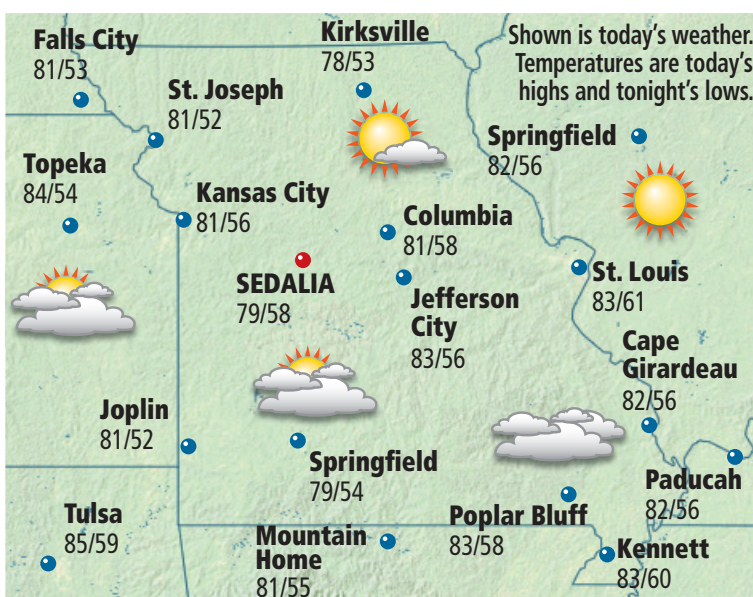 Falls City
81/53
Kirksville
78/53
Shown is today's weather.
Temperatures are today's
highs and tonight's lows.
St. Joseph
81/52
Springfield
82/56
Topeka
84/54
Kansas City
81/56
Columbia
81/58
SEDALIA
79/58
Jefferson
City
83/56
St. Louis
83/61
Cape
Girardeau
82/56
Joplin
81/52
Springfield
79/54
Paducah
82/56
Tulsa
85/59
Mountain
Home
81/55
Poplar Bluff
83/58
Kennett
83/60